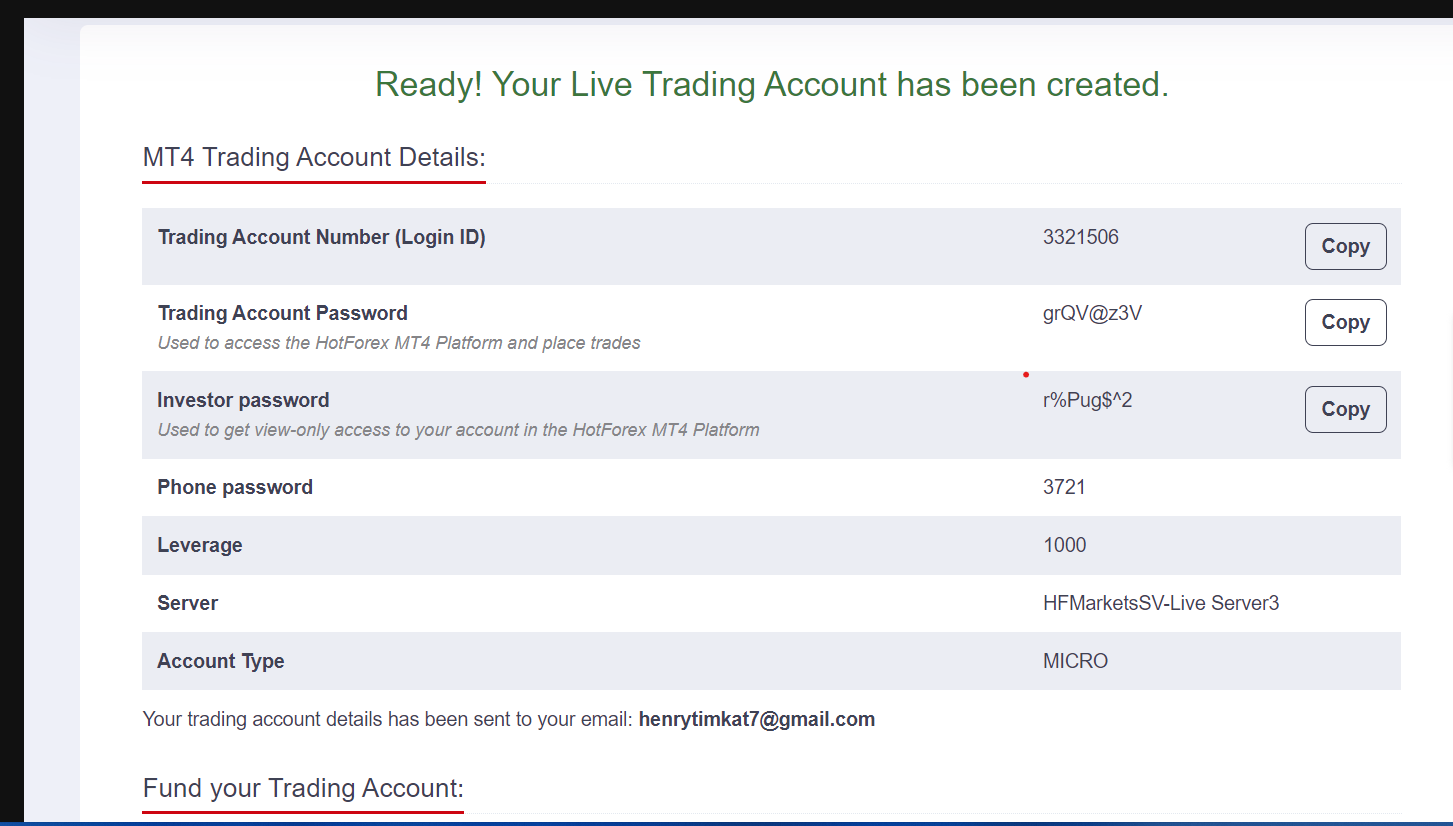 Ready! Your Live Trading Account has been created.
MT4 Trading Account Details:
Trading Account Number (Login ID) 3321506 Copy
Trading Account Password grQV@z3V Copy
Used to access the HotForex MT4 Platform and place trades
Investor password r%Pug$^2 Copy
Used to get view-only access to your account in the HotForex MT4 Platform
Phone password 3721
Leverage 1000
Server HFMarketsSV-Live Server3
Account Type MICRO
Your trading account details has been sent to your email: henrytimkat7@gmail.com
Fund your Trading Account: